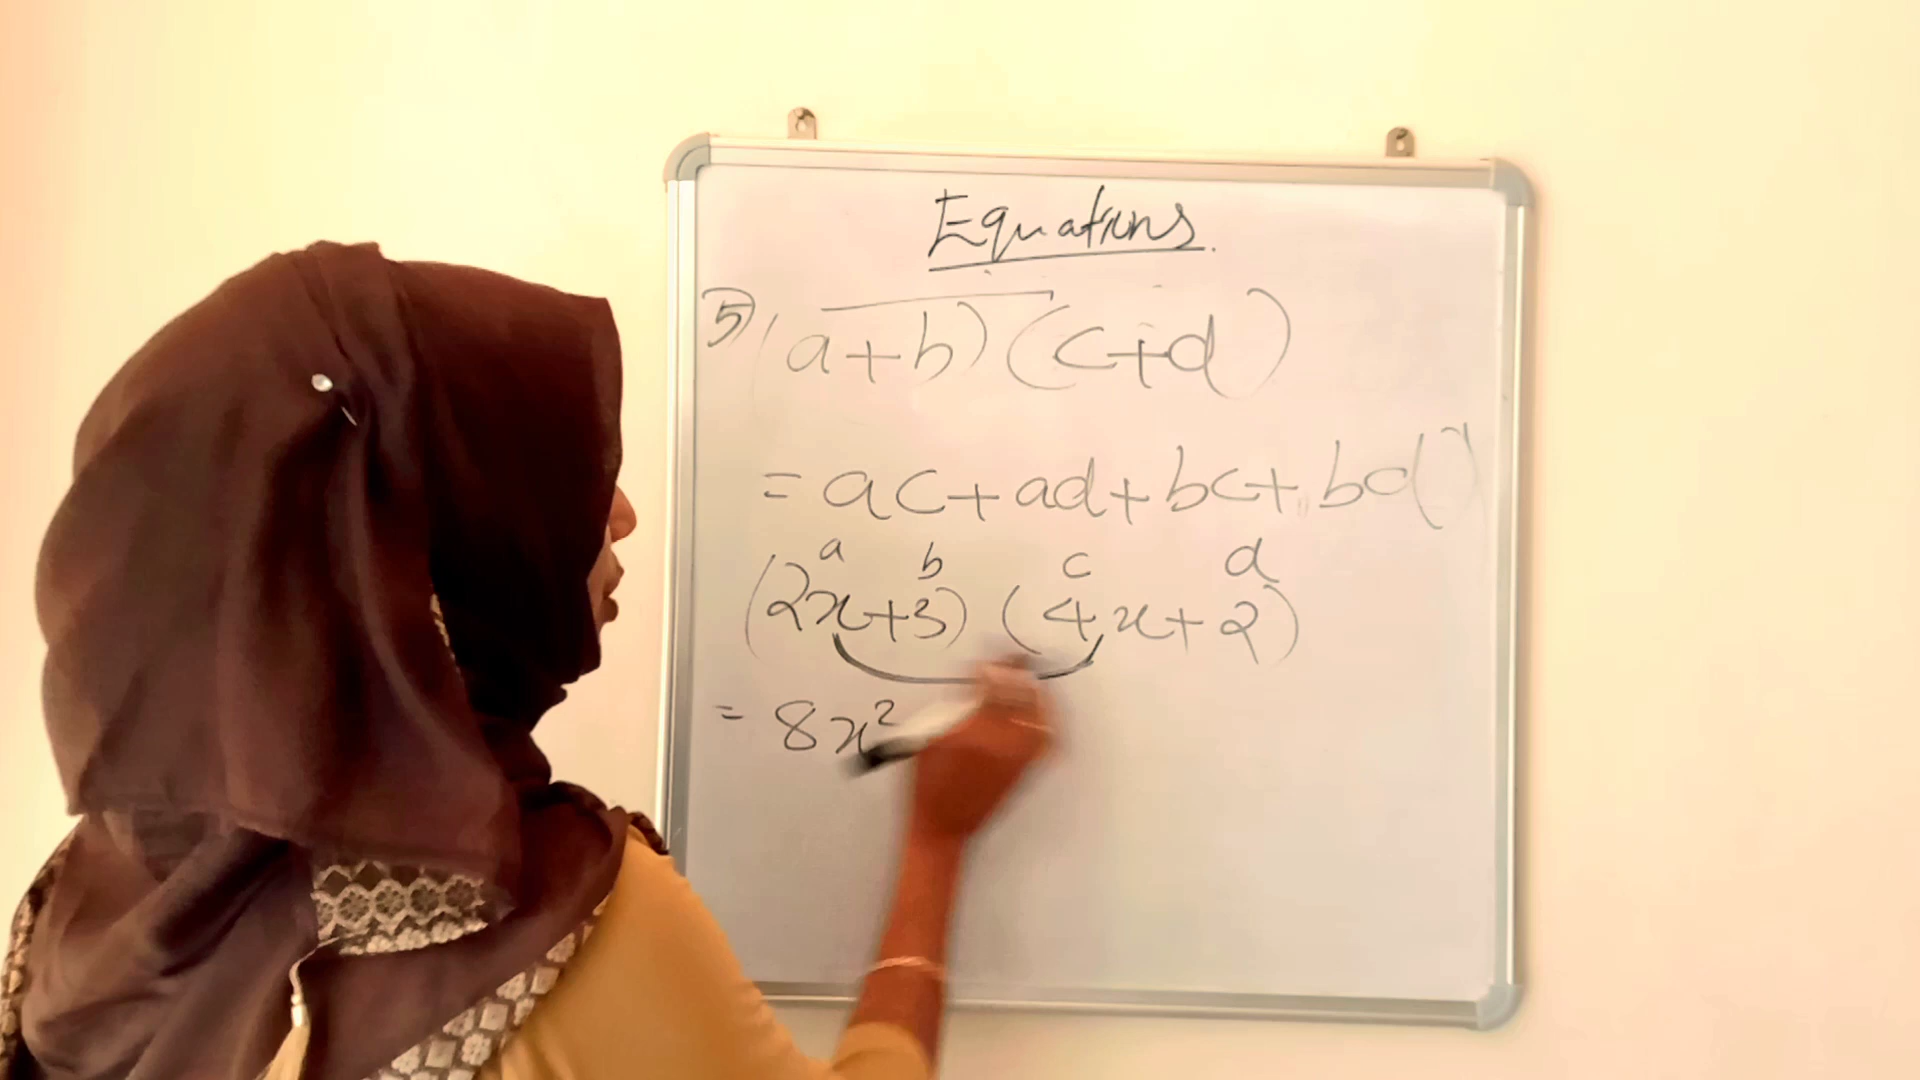 Equations.
5) (a+b) (c+d)
= ac+ad+bc+bd
a b c d
(2x+3) (4x+2)
= 8x²